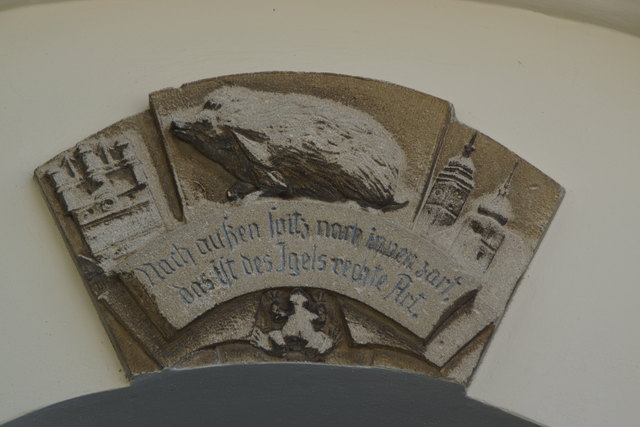 Nach außen spitz nach innen zart,
das ist des Igels rechte Art.